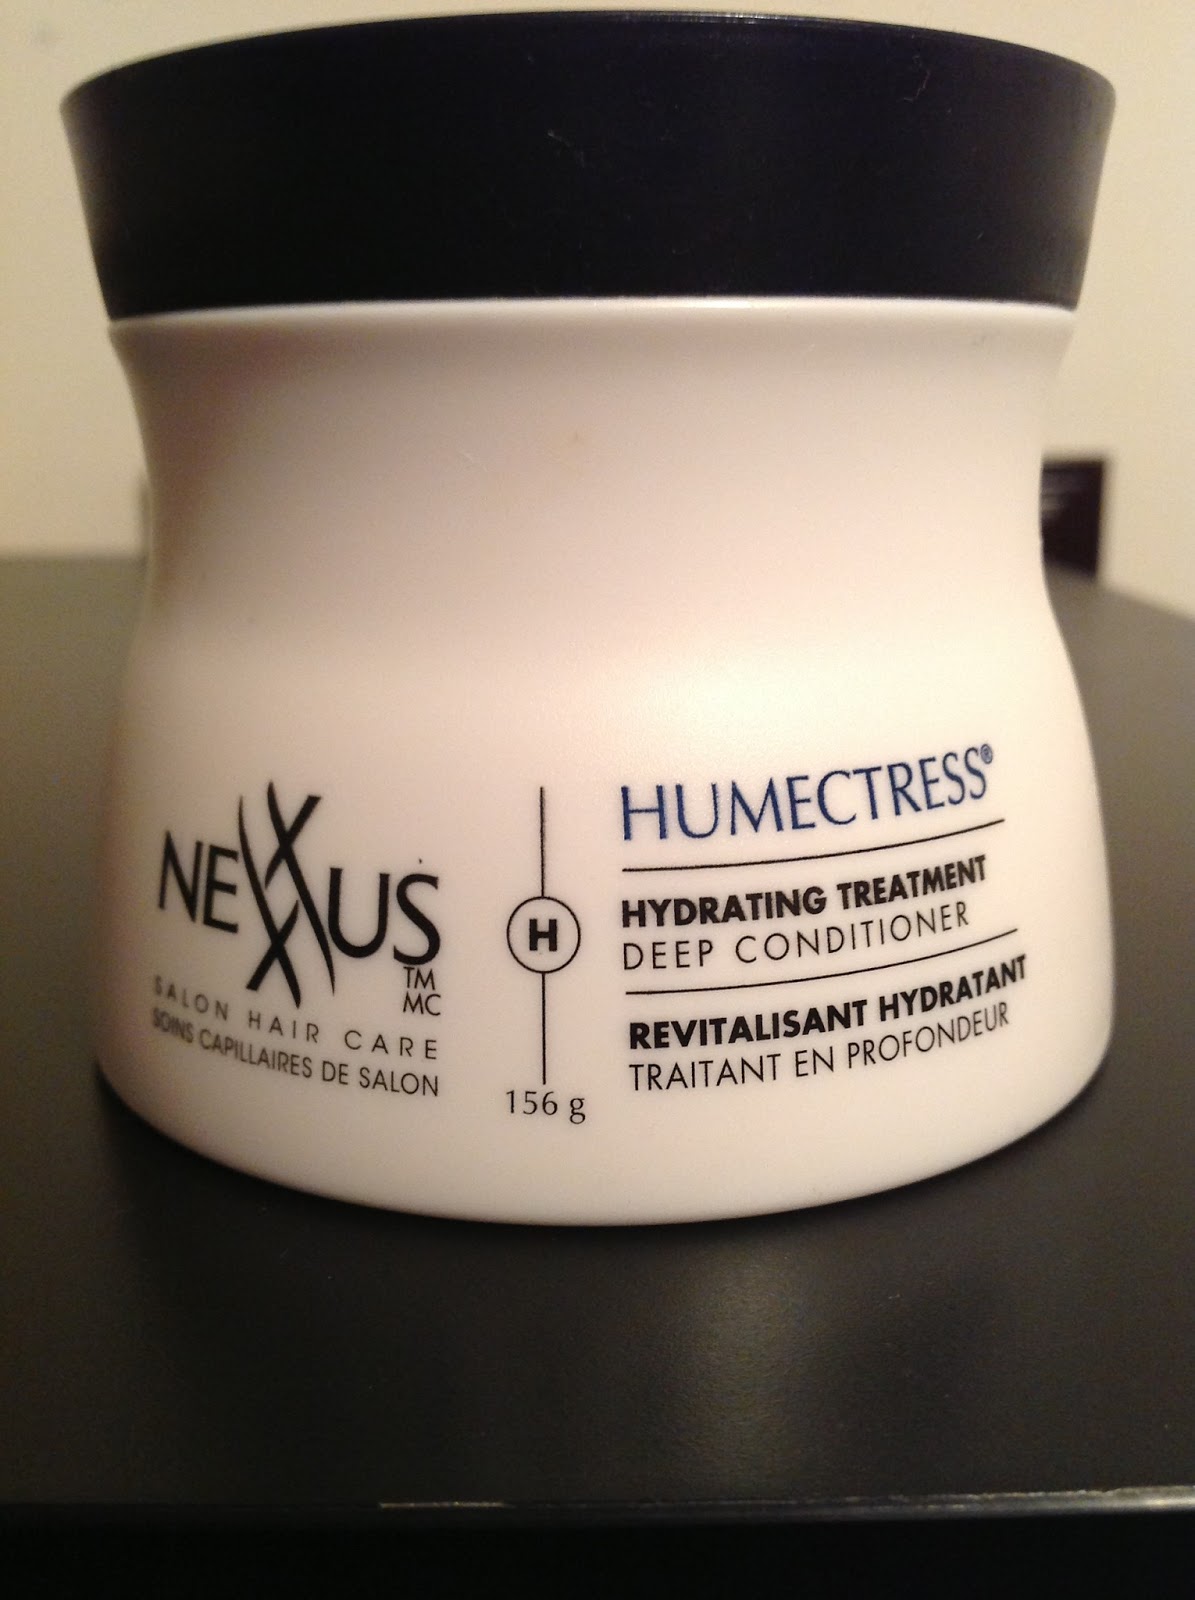 NEXXUS
TM
MC
SALON HAIR CARE
SOINS CAPILLAIRES DE SALON
H
156 g
HUMECTRESS®
HYDRATING TREATMENT
DEEP CONDITIONER
REVITALISANT HYDRATANT
TRAITANT EN PROFONDEUR